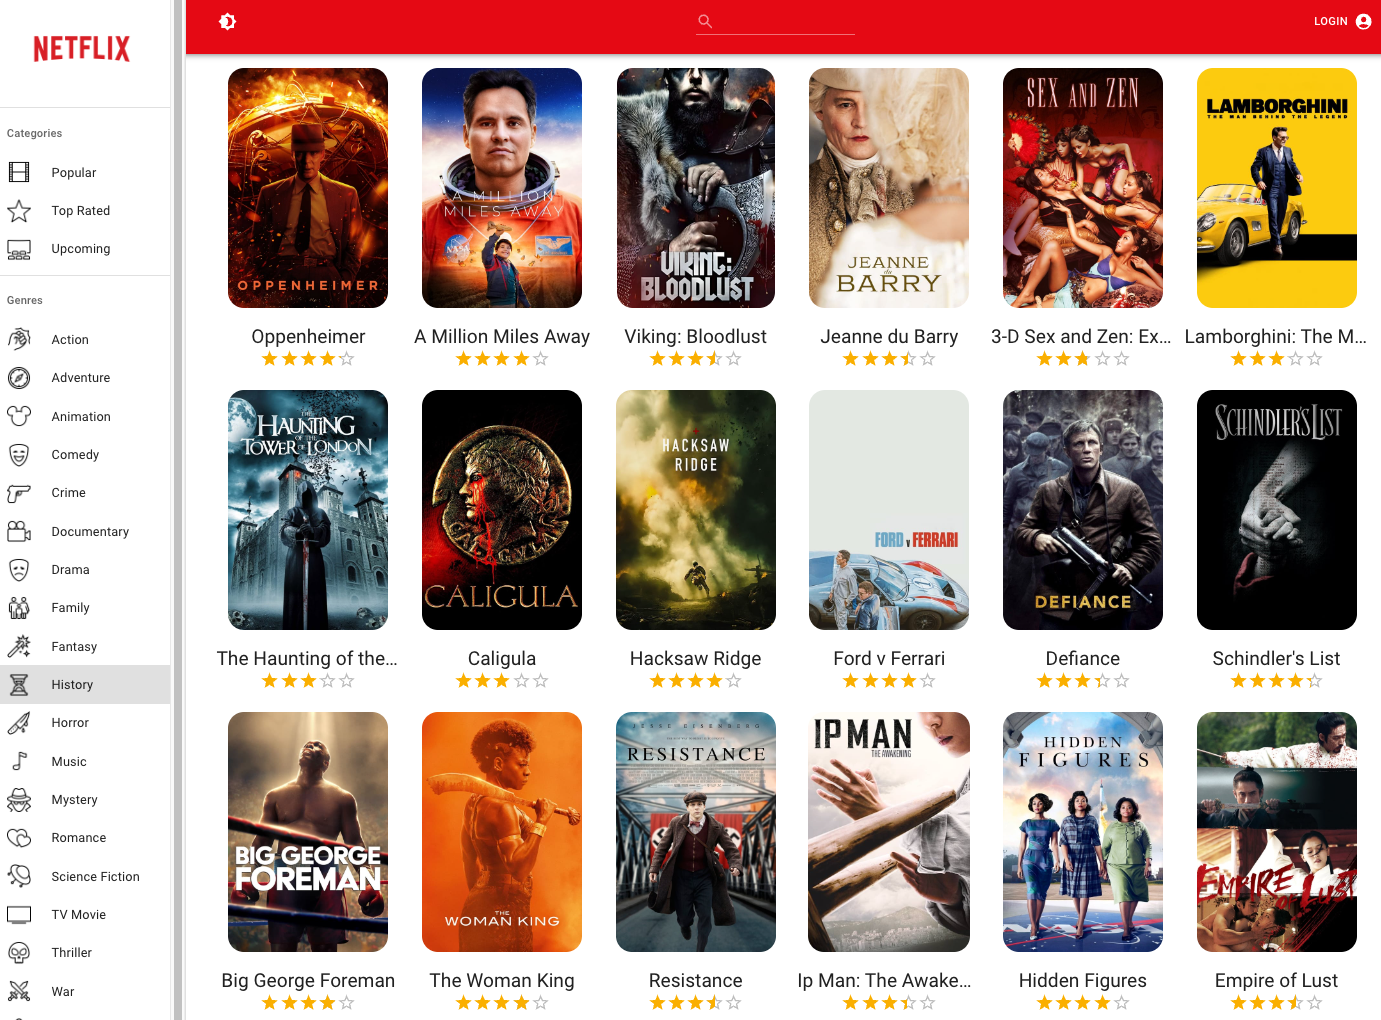 NETFLIX
LOGIN
Categories
Popular
Top Rated
Upcoming
Genres
Action
Adventure
Animation
Comedy
Crime
Documentary
Drama
Family
Fantasy
History
Horror
Music
Mystery
Romance
Science Fiction
TV Movie
Thriller
War
OPPENHEIMER
Oppenheimer
A MILLION
MILES AWAY
NASA
A Million Miles Away
VIKING:
BLOODLUST
Viking: Bloodlust
JEANNE
du
BARRY
Jeanne du Barry
SEX AND ZEN
3-D Sex and Zen: Ex...
LAMBORGHINI
THE MAN BEHIND THE LEGEND
Lamborghini: The M...
THE
HAUNTING
OF THE
TOWER OF LONDON
The Haunting of the...
CALIGULA
Caligula
HACKSAW
RIDGE
Hacksaw Ridge
FORD v FERRARI
Ford v Ferrari
DEFIANCE
Defiance
SCHINDLER'S LIST
Schindler's List
BIG GEORGE
FOREMAN
Big George Foreman
THE
WOMAN KING
The Woman King
JESSE EISENBERG
RESISTANCE
Resistance
IP MAN
THE AWAKENING
Ip Man: The Awake...
HIDDEN
FIGURES
Hidden Figures
EMPIRE
OF LUST
Empire of Lust